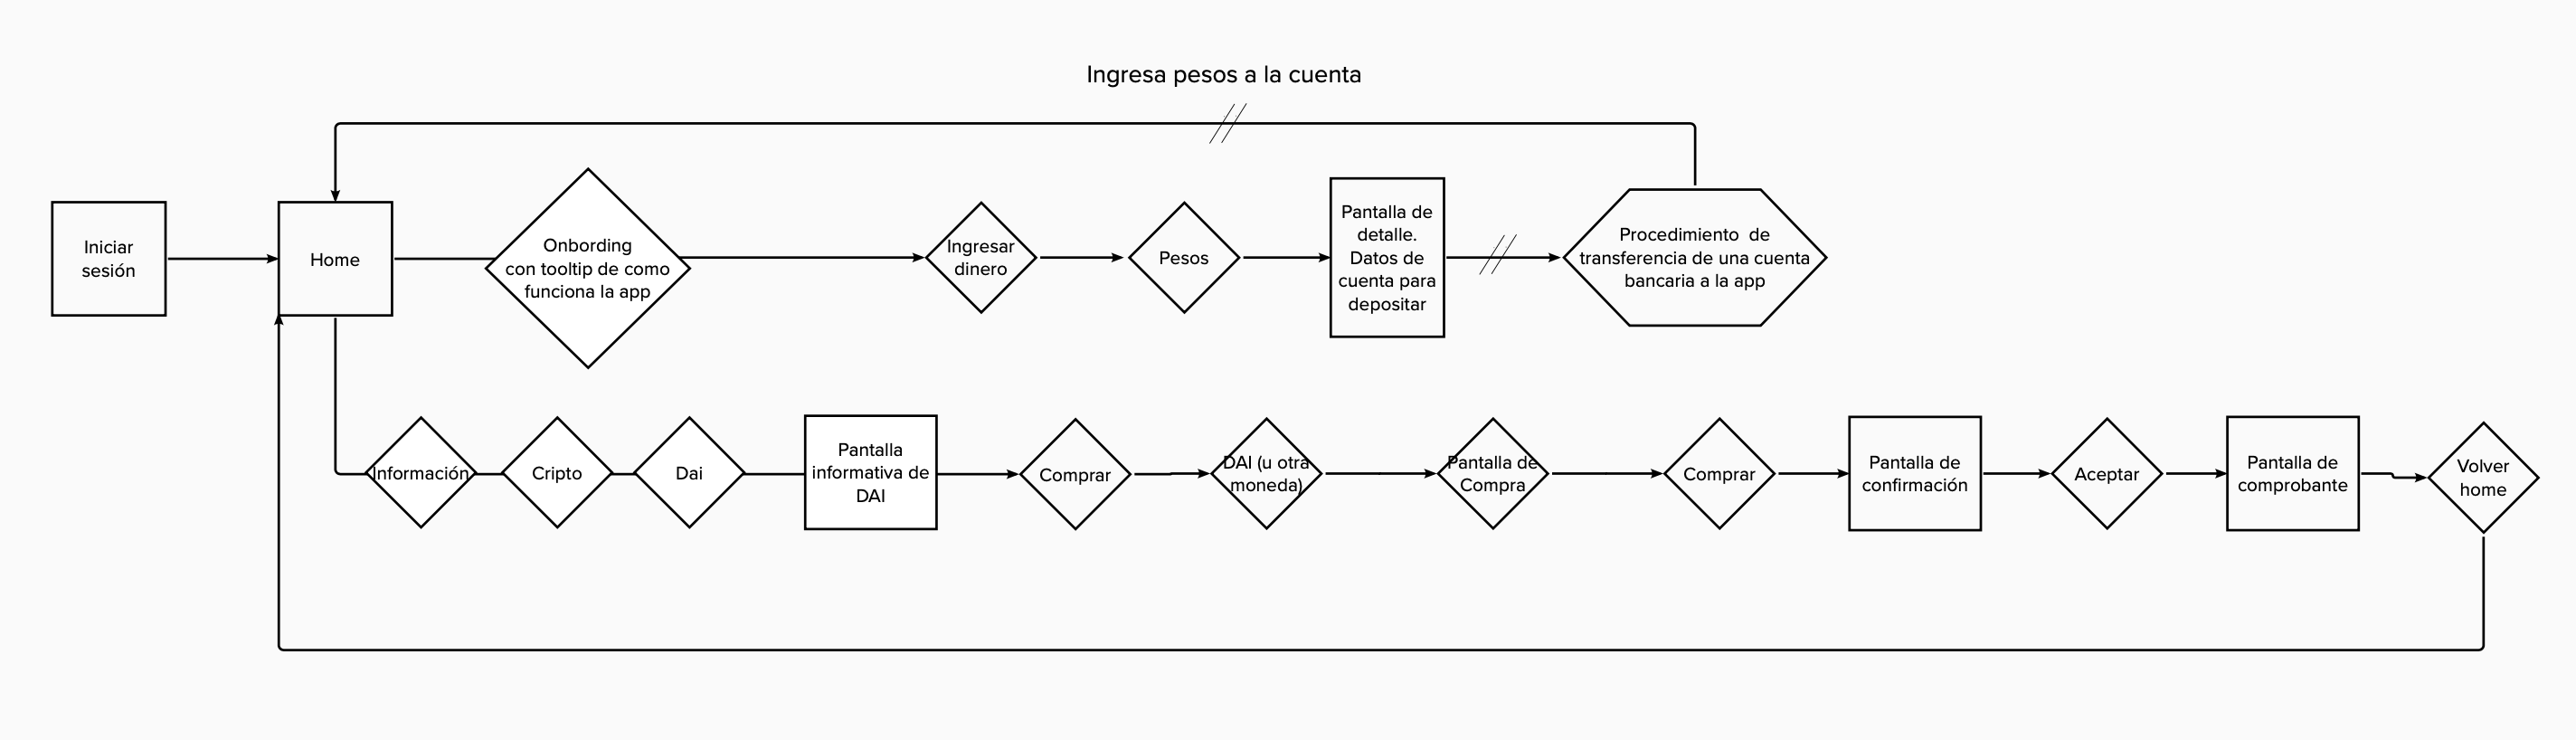 Ingresa pesos a la cuenta
Iniciar
sesión
Home
Onbording
con tooltip de como
funciona la app
Ingresar
dinero
Pesos
Pantalla de
detalle.
Datos de
cuenta para
depositar
Procedimiento de
transferencia de una cuenta
bancaria a la app
Información
Cripto
Dai
Pantalla
informativa de
DAI
Comprar
DAI (u otra
moneda)
Pantalla de
Compra
Comprar
Pantalla de
confirmación
Aceptar
Pantalla de
comprobante
Volver
home